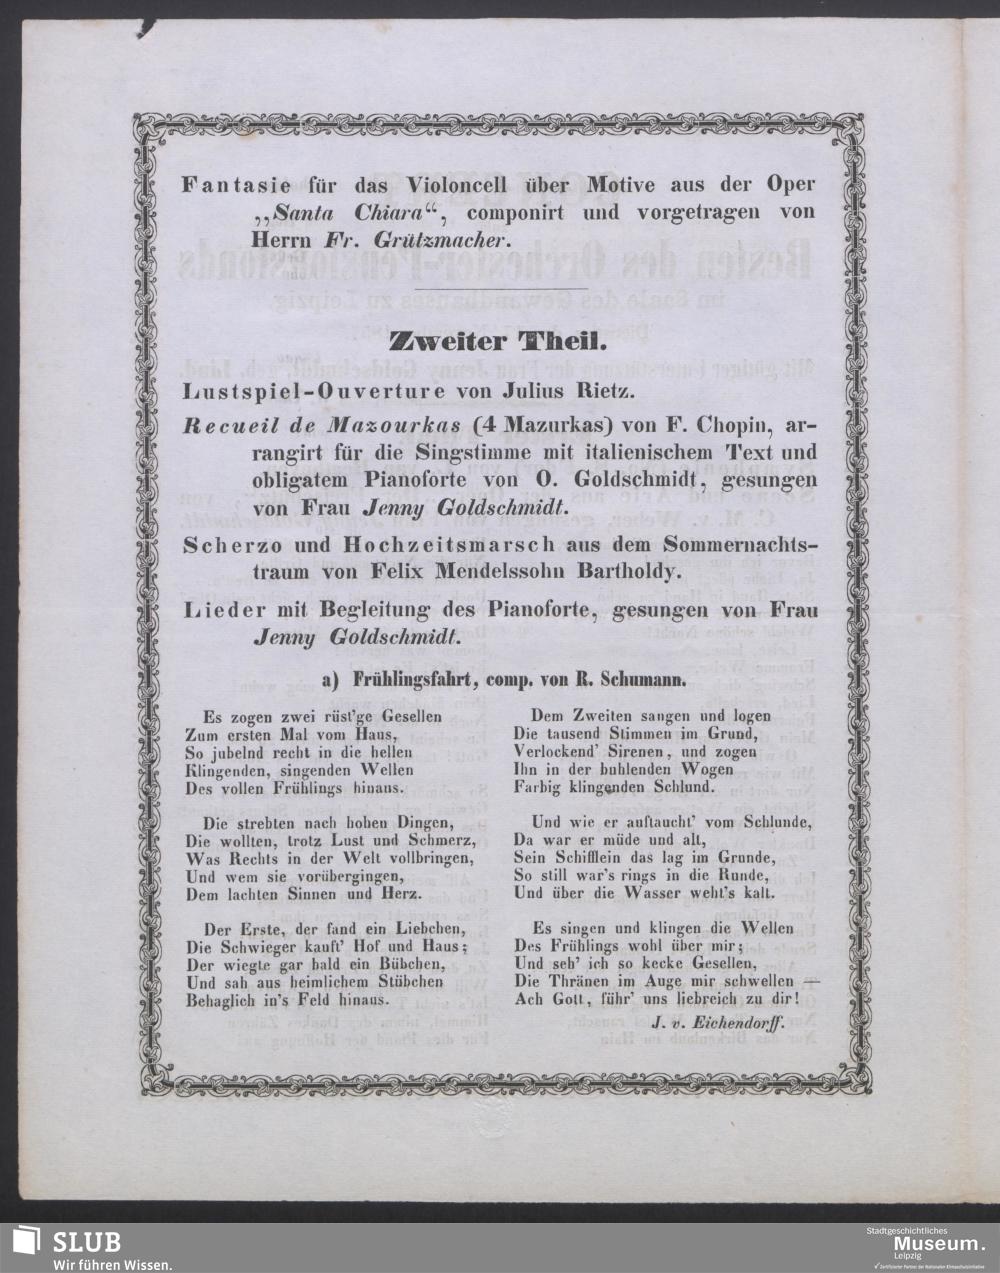 Fantasie für das Violoncell über Motive aus der Oper
„Santa Chiara“, componirt und vorgetragen von
Herrn Fr. Grützmacher.
Zweiter Theil.
Lustspiel-Ouverture von Julius Rietz.
Recueil de Mazourkas (4 Mazurkas) von F. Chopin, ar-
rangirt für die Singstimme mit italienischem Text und
obligatem Pianoforte von O. Goldschmidt, gesungen
von Frau Jenny Goldschmidt.
Scherzo und Hochzeitsmarsch aus dem Sommernachts-
traum von Felix Mendelssohn Bartholdy.
Lieder mit Begleitung des Pianoforte, gesungen von Frau
Jenny Goldschmidt.
a) Frühlingsfahrt, comp. von R. Schumann.
Es zogen zwei rüst'ge Gesellen
Zum ersten Mal vom Haus,
So jubelnd recht in die hellen
Klingenden, singenden Wellen
Des vollen Frühlings hinaus.
Die strebten nach hohen Dingen,
Die wollten, trotz Lust und Schmerz,
Was Rechts in der Welt vollbringen,
Und wem sie vorübergingen,
Dem lachten Sinnen und Herz.
Der Erste, der fand ein Liebchen,
Die Schwieger kauft' Hof und Haus;
Der wiegte gar bald ein Bübchen,
Und sah aus heimlichem Stübchen
Behaglich in's Feld hinaus.
Dem Zweiten sangen und logen
Die tausend Stimmen im Grund,
Verlockend' Sirenen, und zogen
Ihn in der buhlenden Wogen
Farbig klingenden Schlund.
Und wie er auftaucht' vom Schlunde,
Da war er müde und alt,
Sein Schifflein das lag im Grunde,
So still war's rings in die Runde,
Und über die Wasser weht's kalt.
Es singen und klingen die Wellen
Des Frühlings wohl über mir;
Und seh' ich so kecke Gesellen,
Die Thränen im Auge mir schwellen —
Ach Gott, führ' uns liebreich zu dir!
J. v. Eichendorff.
SLUB
Wir führen Wissen.
Stadtgeschichtliches
Museum.
Leipzig
Zertifizierter Partner der Nationalen Klimaschutzinitiative